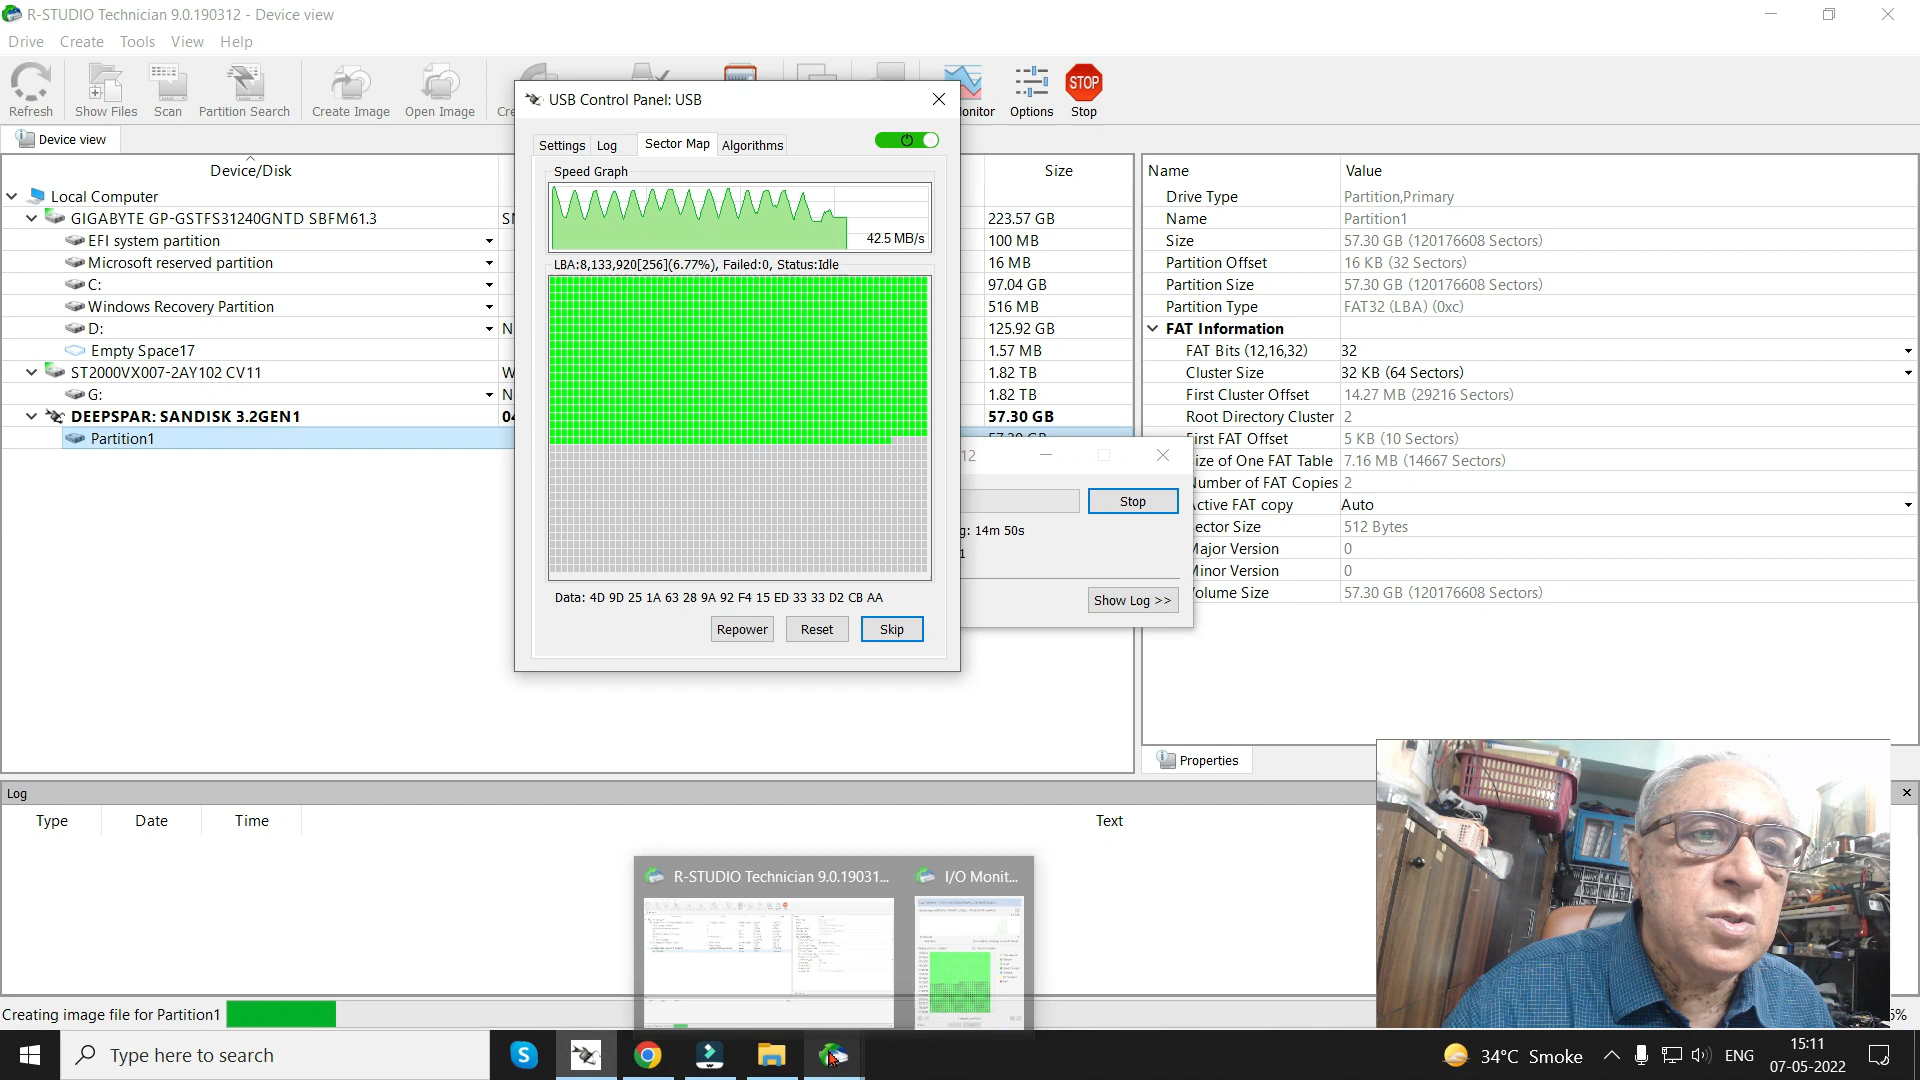 R-STUDIO Technician 9.0.190312 - Device view
Drive Create Tools View Help
Refresh Show Files Scan Partition Search Create Image Open Image Options STOP Stop
Device view
Device/Disk Size
Local Computer
GIGABYTE GP-GSTFS31240GNTD SBFM61.3 223.57 GB
EFI system partition 100 MB
Microsoft reserved partition 16 MB
C: 97.04 GB
Windows Recovery Partition 516 MB
D: 125.92 GB
Empty Space17 1.57 MB
ST2000VX007-2AY102 CV11 1.82 TB
G: 1.82 TB
DEEPSPAR: SANDISK 3.2GEN1 57.30 GB
Partition1
USB Control Panel: USB
Settings Log Sector Map Algorithms
Speed Graph
42.5 MB/s
LBA:8,133,920[256](6.77%), Failed:0, Status:Idle
Data: 4D 9D 25 1A 63 28 9A 92 F4 15 ED 33 33 D2 CB AA
Repower Reset Skip
12
Stop
g: 14m 50s
1
Show Log >>
Name Value
Drive Type Partition,Primary
Name Partition1
Size 57.30 GB (120176608 Sectors)
Partition Offset 16 KB (32 Sectors)
Partition Size 57.30 GB (120176608 Sectors)
Partition Type FAT32 (LBA) (0xc)
FAT Information
FAT Bits (12,16,32) 32
Cluster Size 32 KB (64 Sectors)
First Cluster Offset 14.27 MB (29216 Sectors)
Root Directory Cluster 2
First FAT Offset 5 KB (10 Sectors)
ize of One FAT Table 7.16 MB (14667 Sectors)
Number of FAT Copies 2
ctive FAT copy Auto
ector Size 512 Bytes
Major Version 0
Minor Version 0
olume Size 57.30 GB (120176608 Sectors)
Properties
Log
Type Date Time Text
R-STUDIO Technician 9.0.19031... I/O Monit...
Creating image file for Partition1
Type here to search
34°C Smoke ENG 15:11
07-05-2022